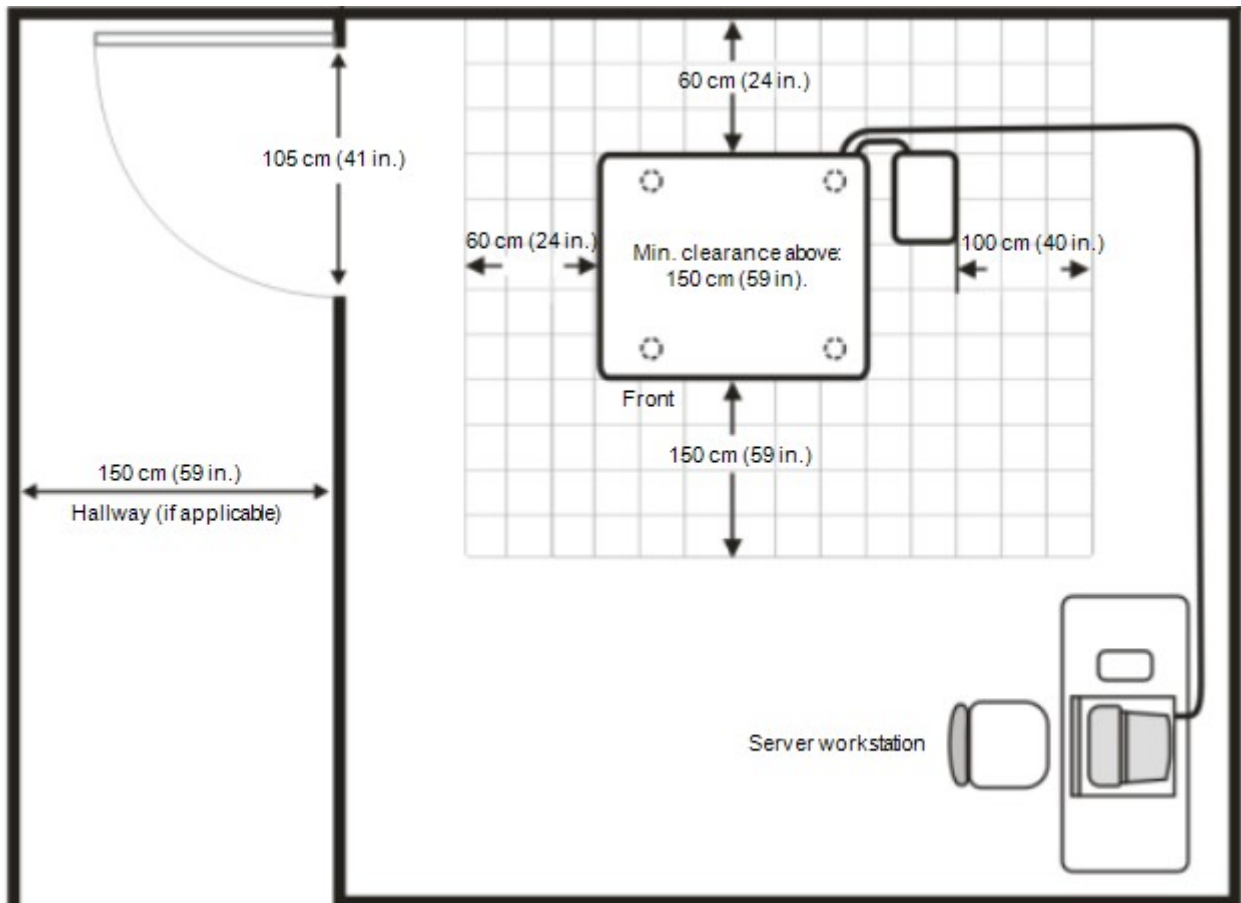 60 cm (24 in.)
105 cm (41 in.)
60 cm (24 in.)
Min. clearance above:
150 cm (59 in).
100 cm (40 in.)
Front
150 cm (59 in.)
150 cm (59 in.)
Hallway (if applicable)
Server workstation